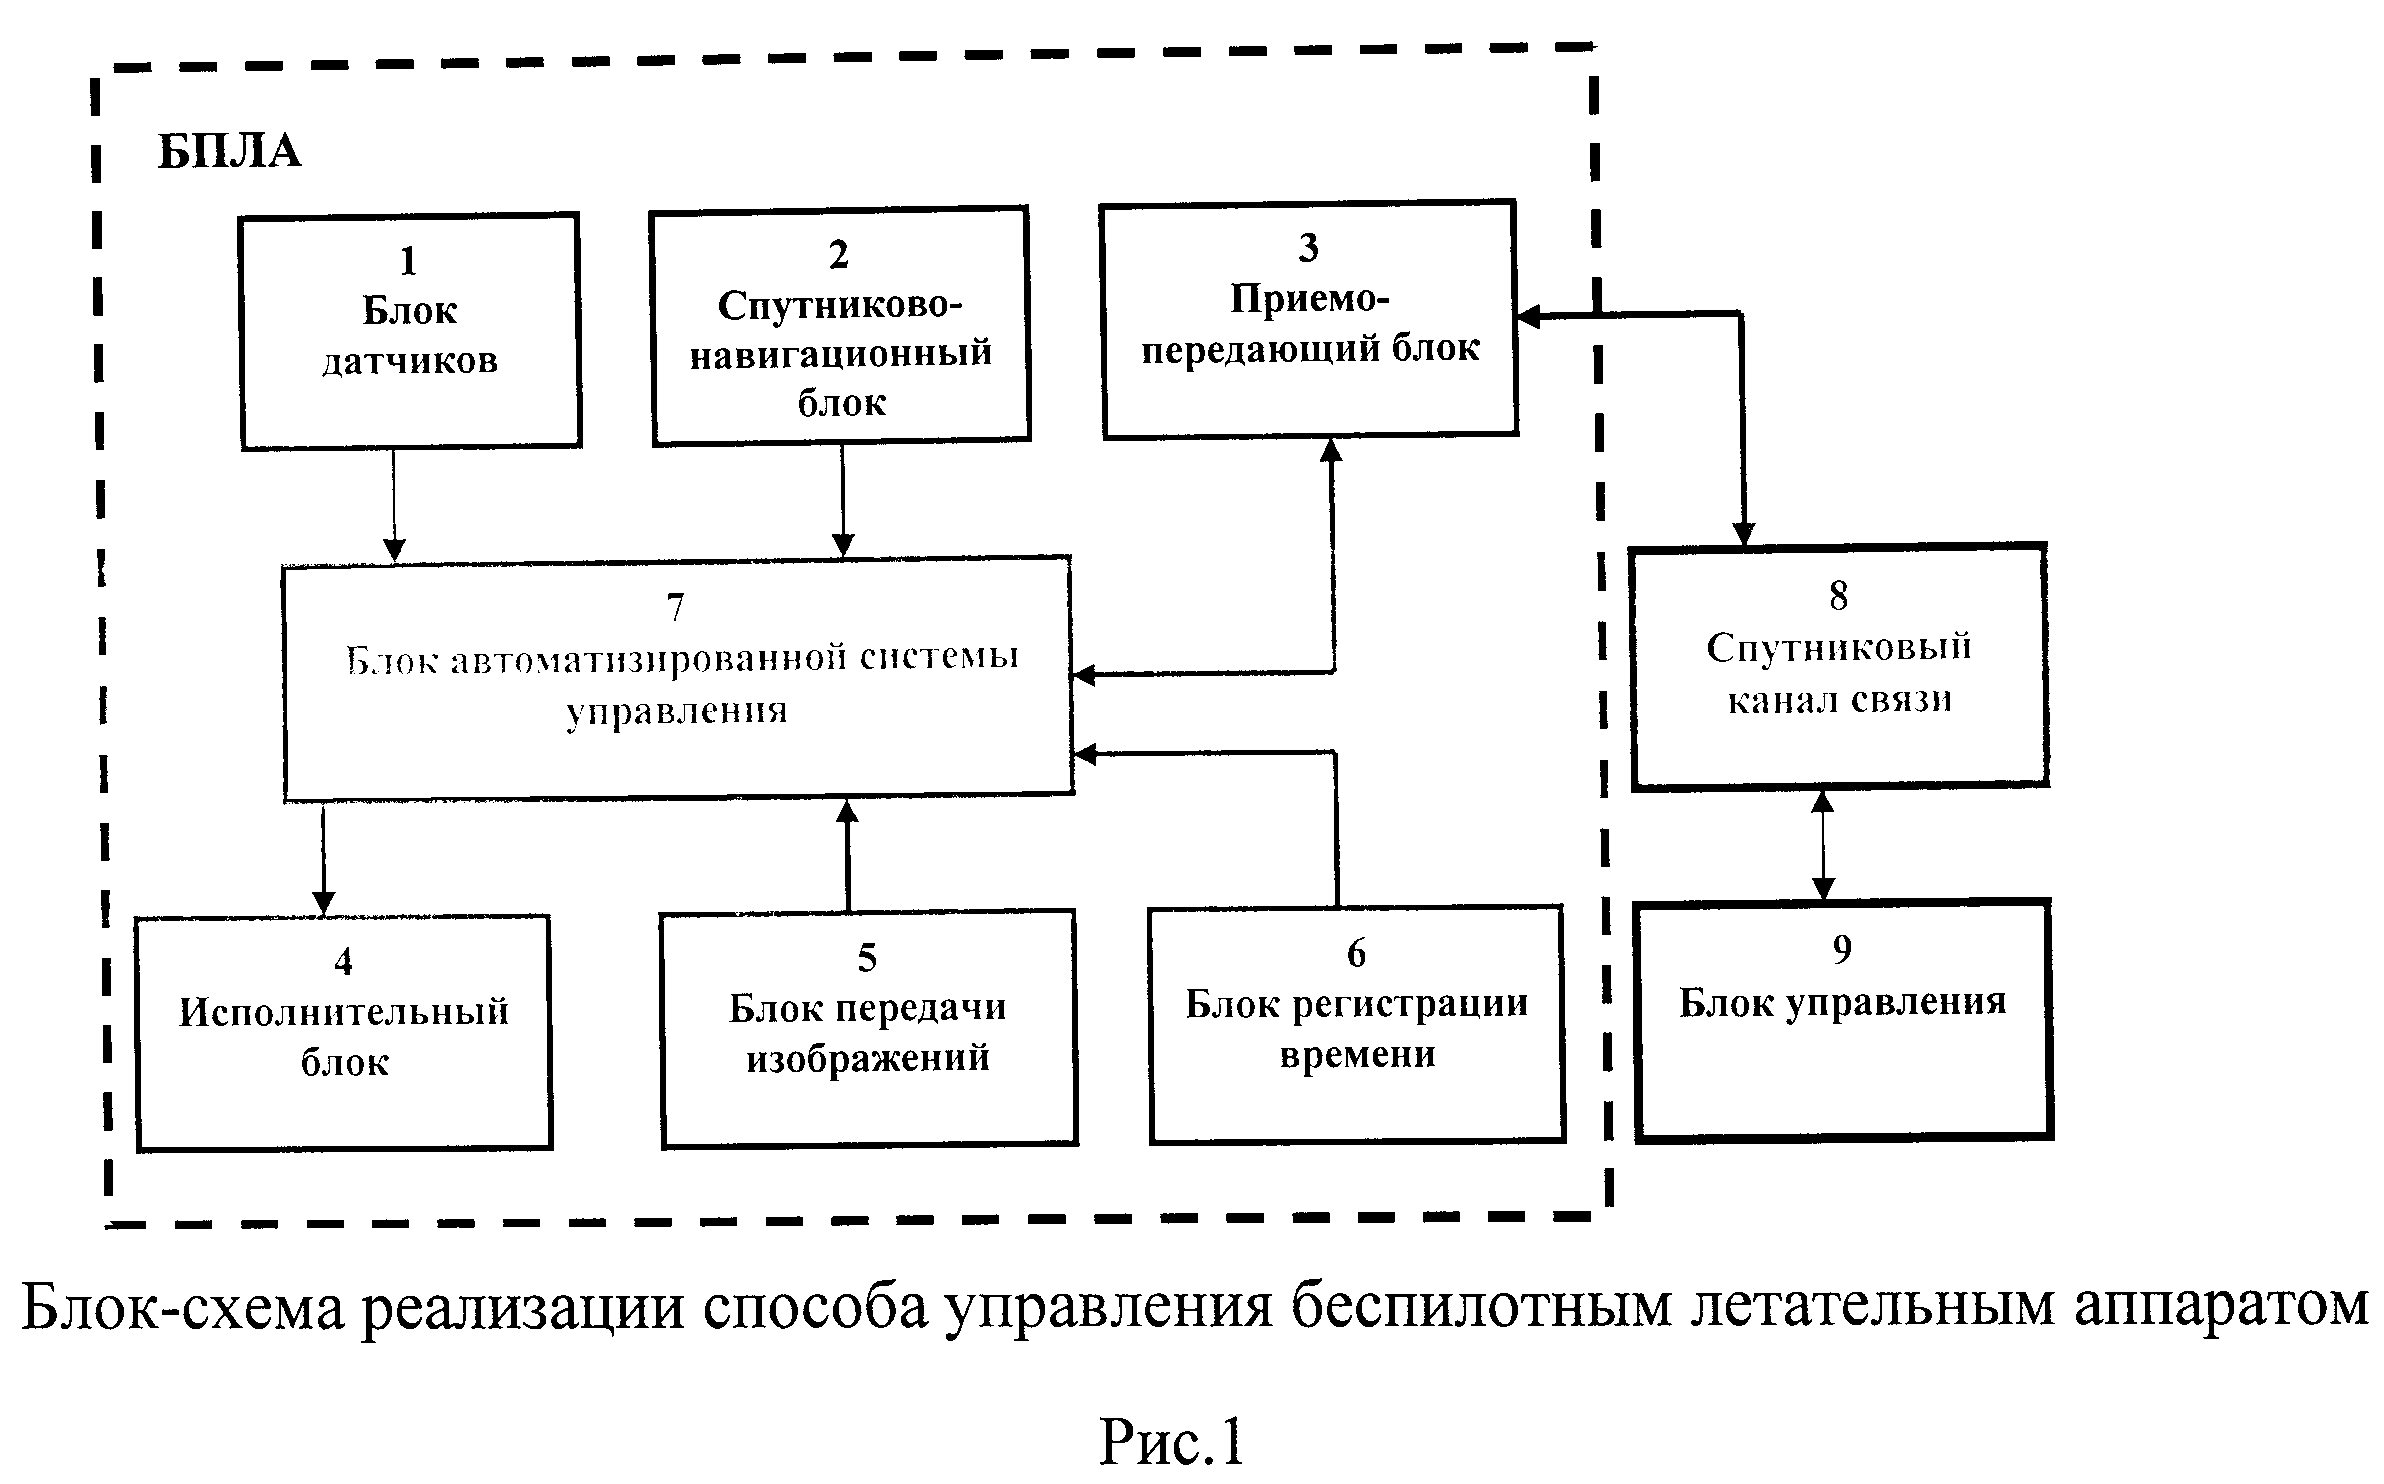 БПЛА
1
Блок
датчиков
2
Спутниково-
навигационный
блок
3
Приемо-
передающий блок
7
Блок автоматизированной системы
управления
8
Спутниковый
канал связи
4
Исполнительный
блок
5
Блок передачи
изображений
6
Блок регистрации
времени
9
Блок управления
Блок-схема реализации способа управления беспилотным летательным аппаратом
Рис.1